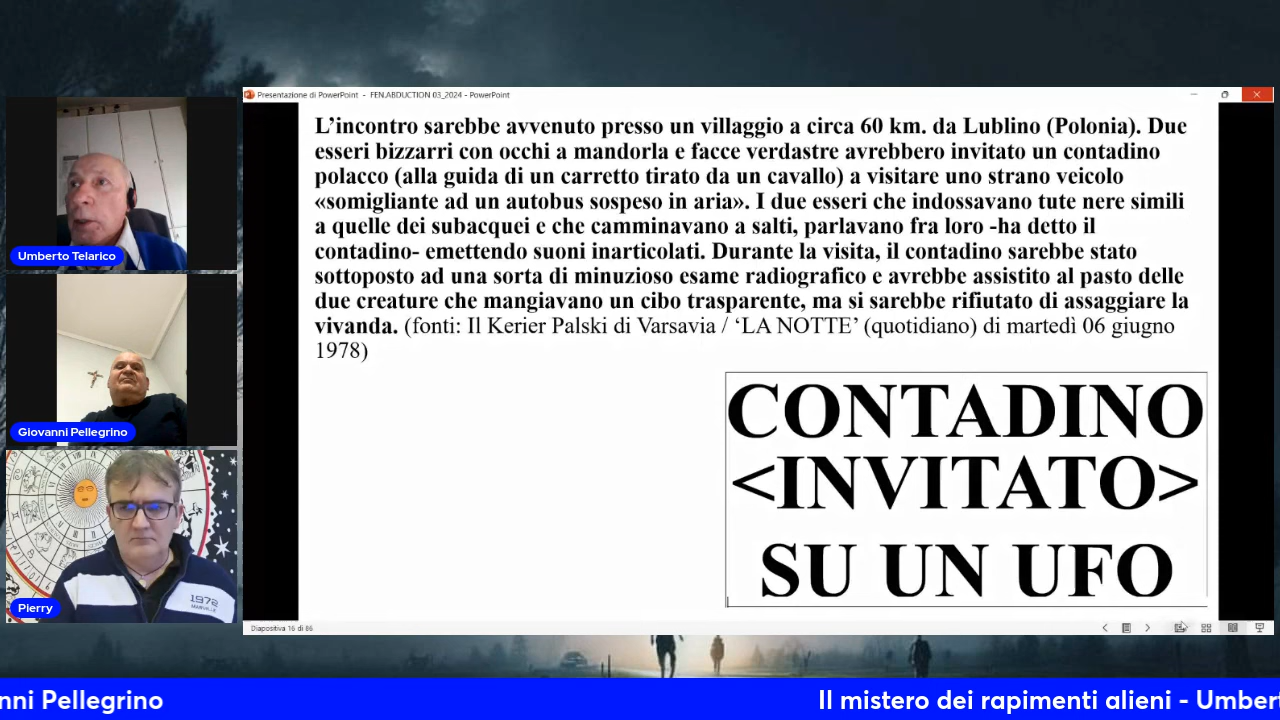 Presentazione di PowerPoint - FEN.ABDUCTION 03_2024 - PowerPoint
L'incontro sarebbe avvenuto presso un villaggio a circa 60 km. da Lublino (Polonia). Due
esseri bizzarri con occhi a mandorla e facce verdastre avrebbero invitato un contadino
polacco (alla guida di un carretto tirato da un cavallo) a visitare uno strano veicolo
«somigliante ad un autobus sospeso in aria». I due esseri che indossavano tute nere simili
a quelle dei subacquei e che camminavano a salti, parlavano fra loro -ha detto il
contadino- emettendo suoni inarticolati. Durante la visita, il contadino sarebbe stato
sottoposto ad una sorta di minuzioso esame radiografico e avrebbe assistito al pasto delle
due creature che mangiavano un cibo trasparente, ma si sarebbe rifiutato di assaggiare la
vivanda. (fonti: Il Kerier Palski di Varsavia / 'LA NOTTE' (quotidiano) di martedì 06 giugno
1978)
CONTADINO
<INVITATO>
SU UN UFO
Diapositiva 16 di 86
Umberto Telarico
Giovanni Pellegrino
1972
Pierry
nni Pellegrino
Il mistero dei rapimenti alieni - Umber